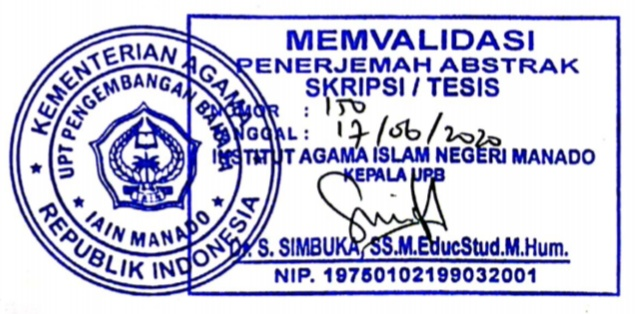 KEMENTERIAN AGAMA
UPT PENGEMBANGAN BAHASA
IAIN MANADO
REPUBLIK INDONESIA
MEMVALIDASI
PENERJEMAH ABSTRAK
SKRIPSI / TESIS
NOMOR : 150
TANGGAL : 17/06/2020
INSTITUT AGAMA ISLAM NEGERI MANADO
KEPALA UPB
Dr. S. SIMBUKA, SS.M.EducStud.M.Hum.
NIP. 19750102199032001